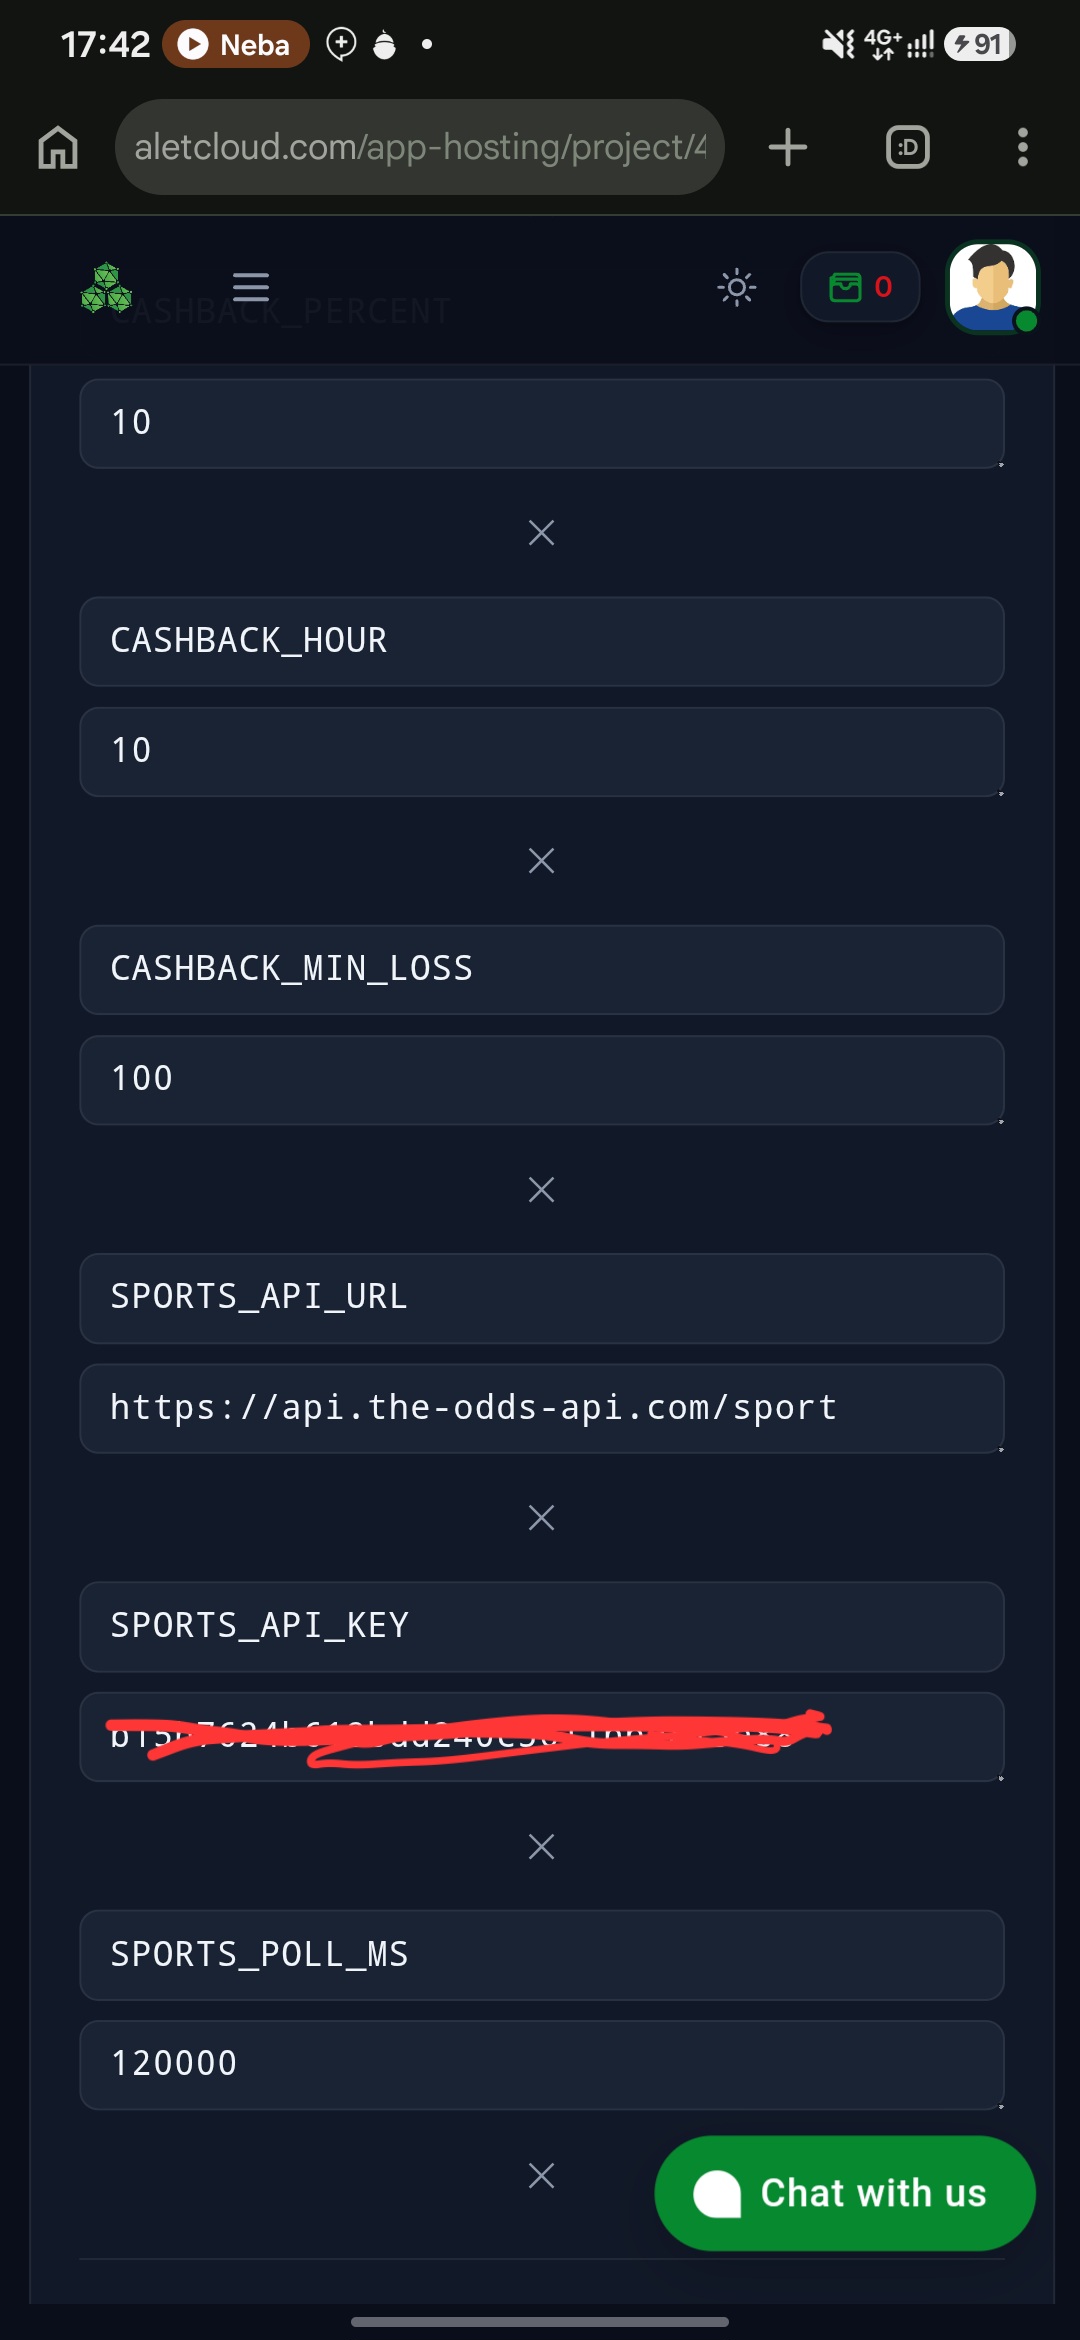 17:42 Neba 4G+ 91
aletcloud.com/app-hosting/project/4
0
CASHBACK_PERCENT
10
CASHBACK_HOUR
10
CASHBACK_MIN_LOSS
100
SPORTS_API_URL
https://api.the-odds-api.com/sport
SPORTS_API_KEY
SPORTS_POLL_MS
120000
Chat with us